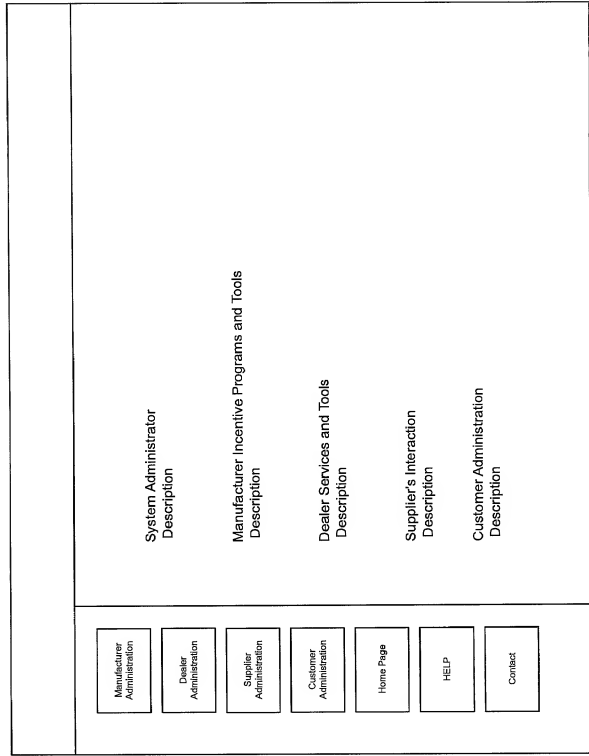 Manufacturer
Administration
Dealer
Administration
Supplier
Administration
Customer
Administration
Home Page
HELP
Contact
System Administrator
Description
Manufacturer Incentive Programs and Tools
Description
Dealer Services and Tools
Description
Supplier's Interaction
Description
Customer Administration
Description